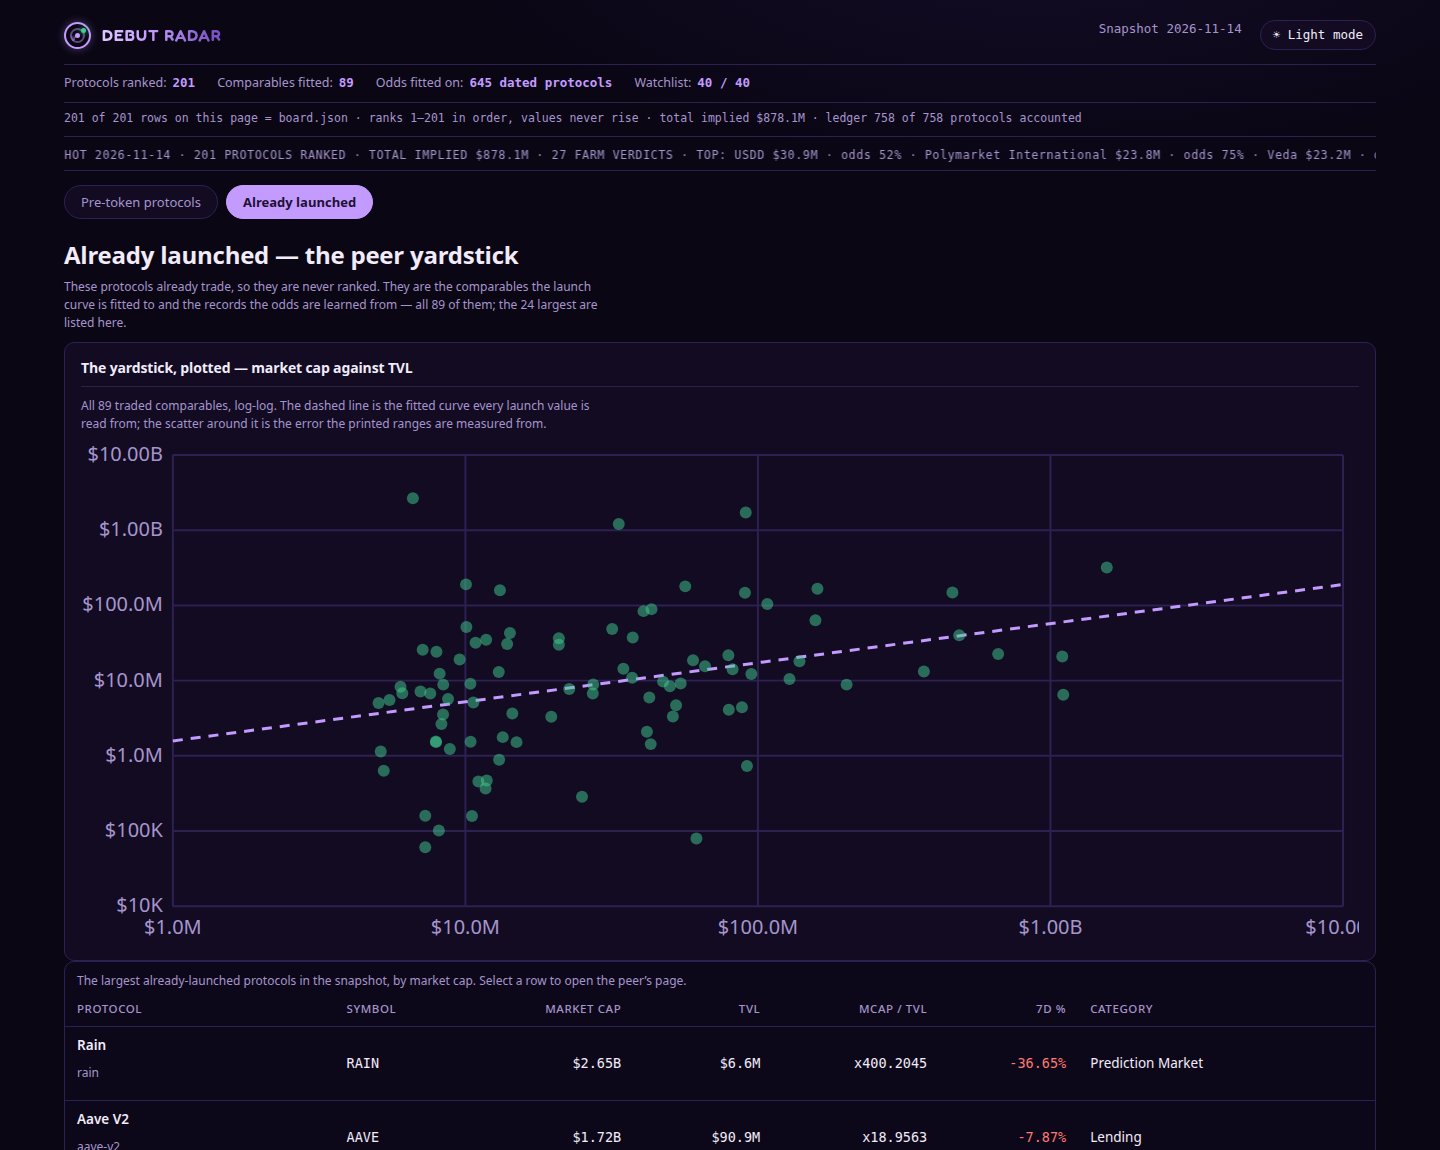 DEBUT RADAR
Snapshot 2026-11-14
☀ Light mode
Protocols ranked: 201 Comparables fitted: 89 Odds fitted on: 645 dated protocols Watchlist: 40 / 40
201 of 201 rows on this page = board.json · ranks 1–201 in order, values never rise · total implied $878.1M · ledger 758 of 758 protocols accounted
HOT 2026-11-14 · 201 PROTOCOLS RANKED · TOTAL IMPLIED $878.1M · 27 FARM VERDICTS · TOP: USDD $30.9M · odds 52% · Polymarket International $23.8M · odds 75% · Veda $23.2M ·
Pre-token protocols
Already launched
Already launched — the peer yardstick
These protocols already trade, so they are never ranked. They are the comparables the launch
curve is fitted to and the records the odds are learned from — all 89 of them; the 24 largest are
listed here.
The yardstick, plotted — market cap against TVL
All 89 traded comparables, log-log. The dashed line is the fitted curve every launch value is
read from; the scatter around it is the error the printed ranges are measured from.
$10.00B
$1.00B
$100.0M
$10.0M
$1.0M
$100K
$10K
$1.0M $10.0M $100.0M $1.00B $10.0
The largest already-launched protocols in the snapshot, by market cap. Select a row to open the peer's page.
PROTOCOL SYMBOL MARKET CAP TVL MCAP / TVL 7D % CATEGORY
Rain
rain
RAIN $2.65B $6.6M x400.2045 -36.65% Prediction Market
Aave V2
aave-v2
AAVE $1.72B $90.9M x18.9563 -7.87% Lending